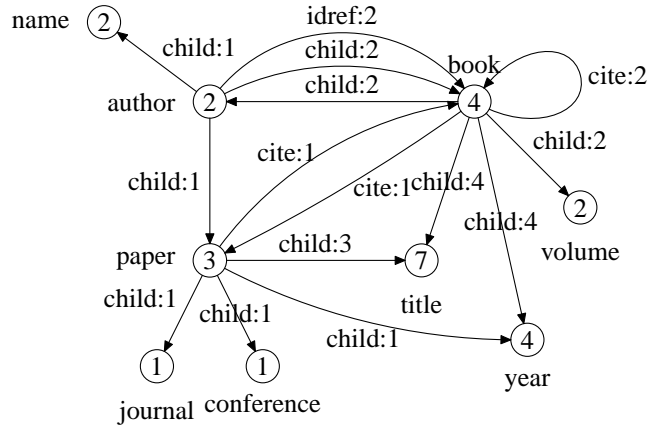 name
2
child:1
idref:2
child:2
child:2
book
cite:2
author
2
4
child:2
child:1
cite:1
cite:1
child:4
child:4
2
volume
paper
3
child:3
7
title
child:1
child:1
child:1
4
year
1
1
journal
conference